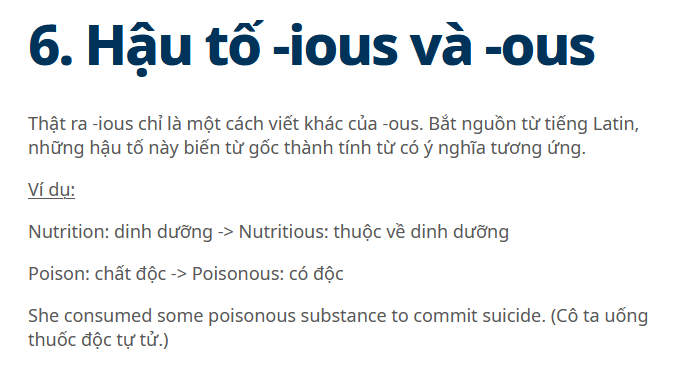 6. Hậu tố -ious và -ous
Thật ra -ious chỉ là một cách viết khác của -ous. Bắt nguồn từ tiếng Latin,
những hậu tố này biến từ gốc thành tính từ có ý nghĩa tương ứng.
Ví dụ:
Nutrition: dinh dưỡng -> Nutritious: thuộc về dinh dưỡng
Poison: chất độc -> Poisonous: có độc
She consumed some poisonous substance to commit suicide. (Cô ta uống
thuốc độc tự tử.)